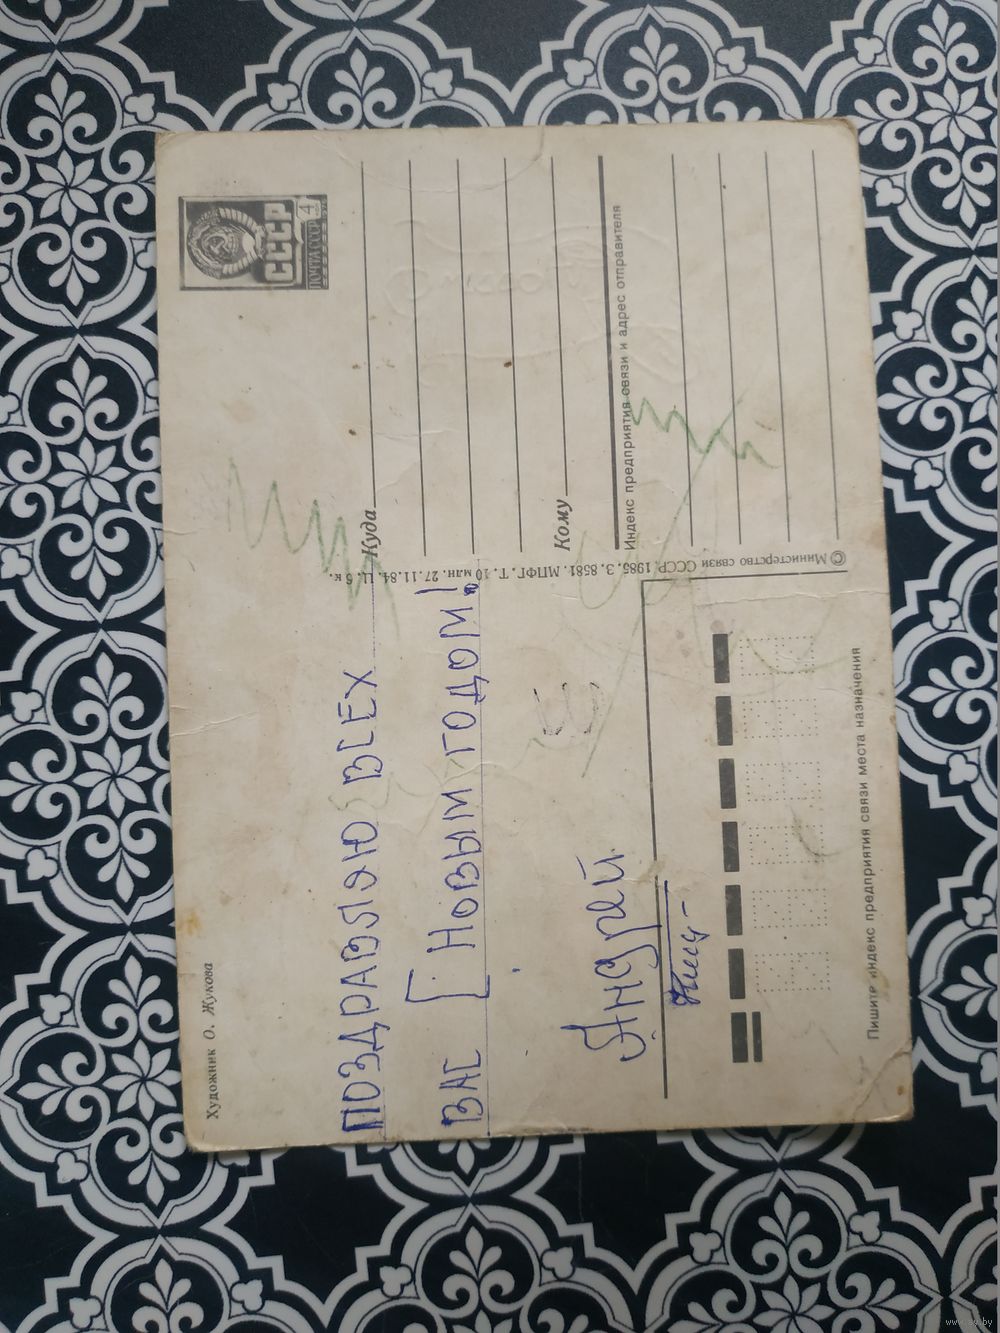 Художник О. Жукова
СССР
ПОЧТА СССР
4
ПОЗДРАВЛЯЮ ВСЕХ
ВАС [НОВЫМ ГОДОМ!
Андрей
Куда
Кому
Индекс предприятия связи и адрес отправителя
© Министерство связи СССР. 1985. З. 8581. МПФГ. Т. 10 млн. 27.11.84. Ц. 6 к.
Пишите индекс предприятия связи места назначения